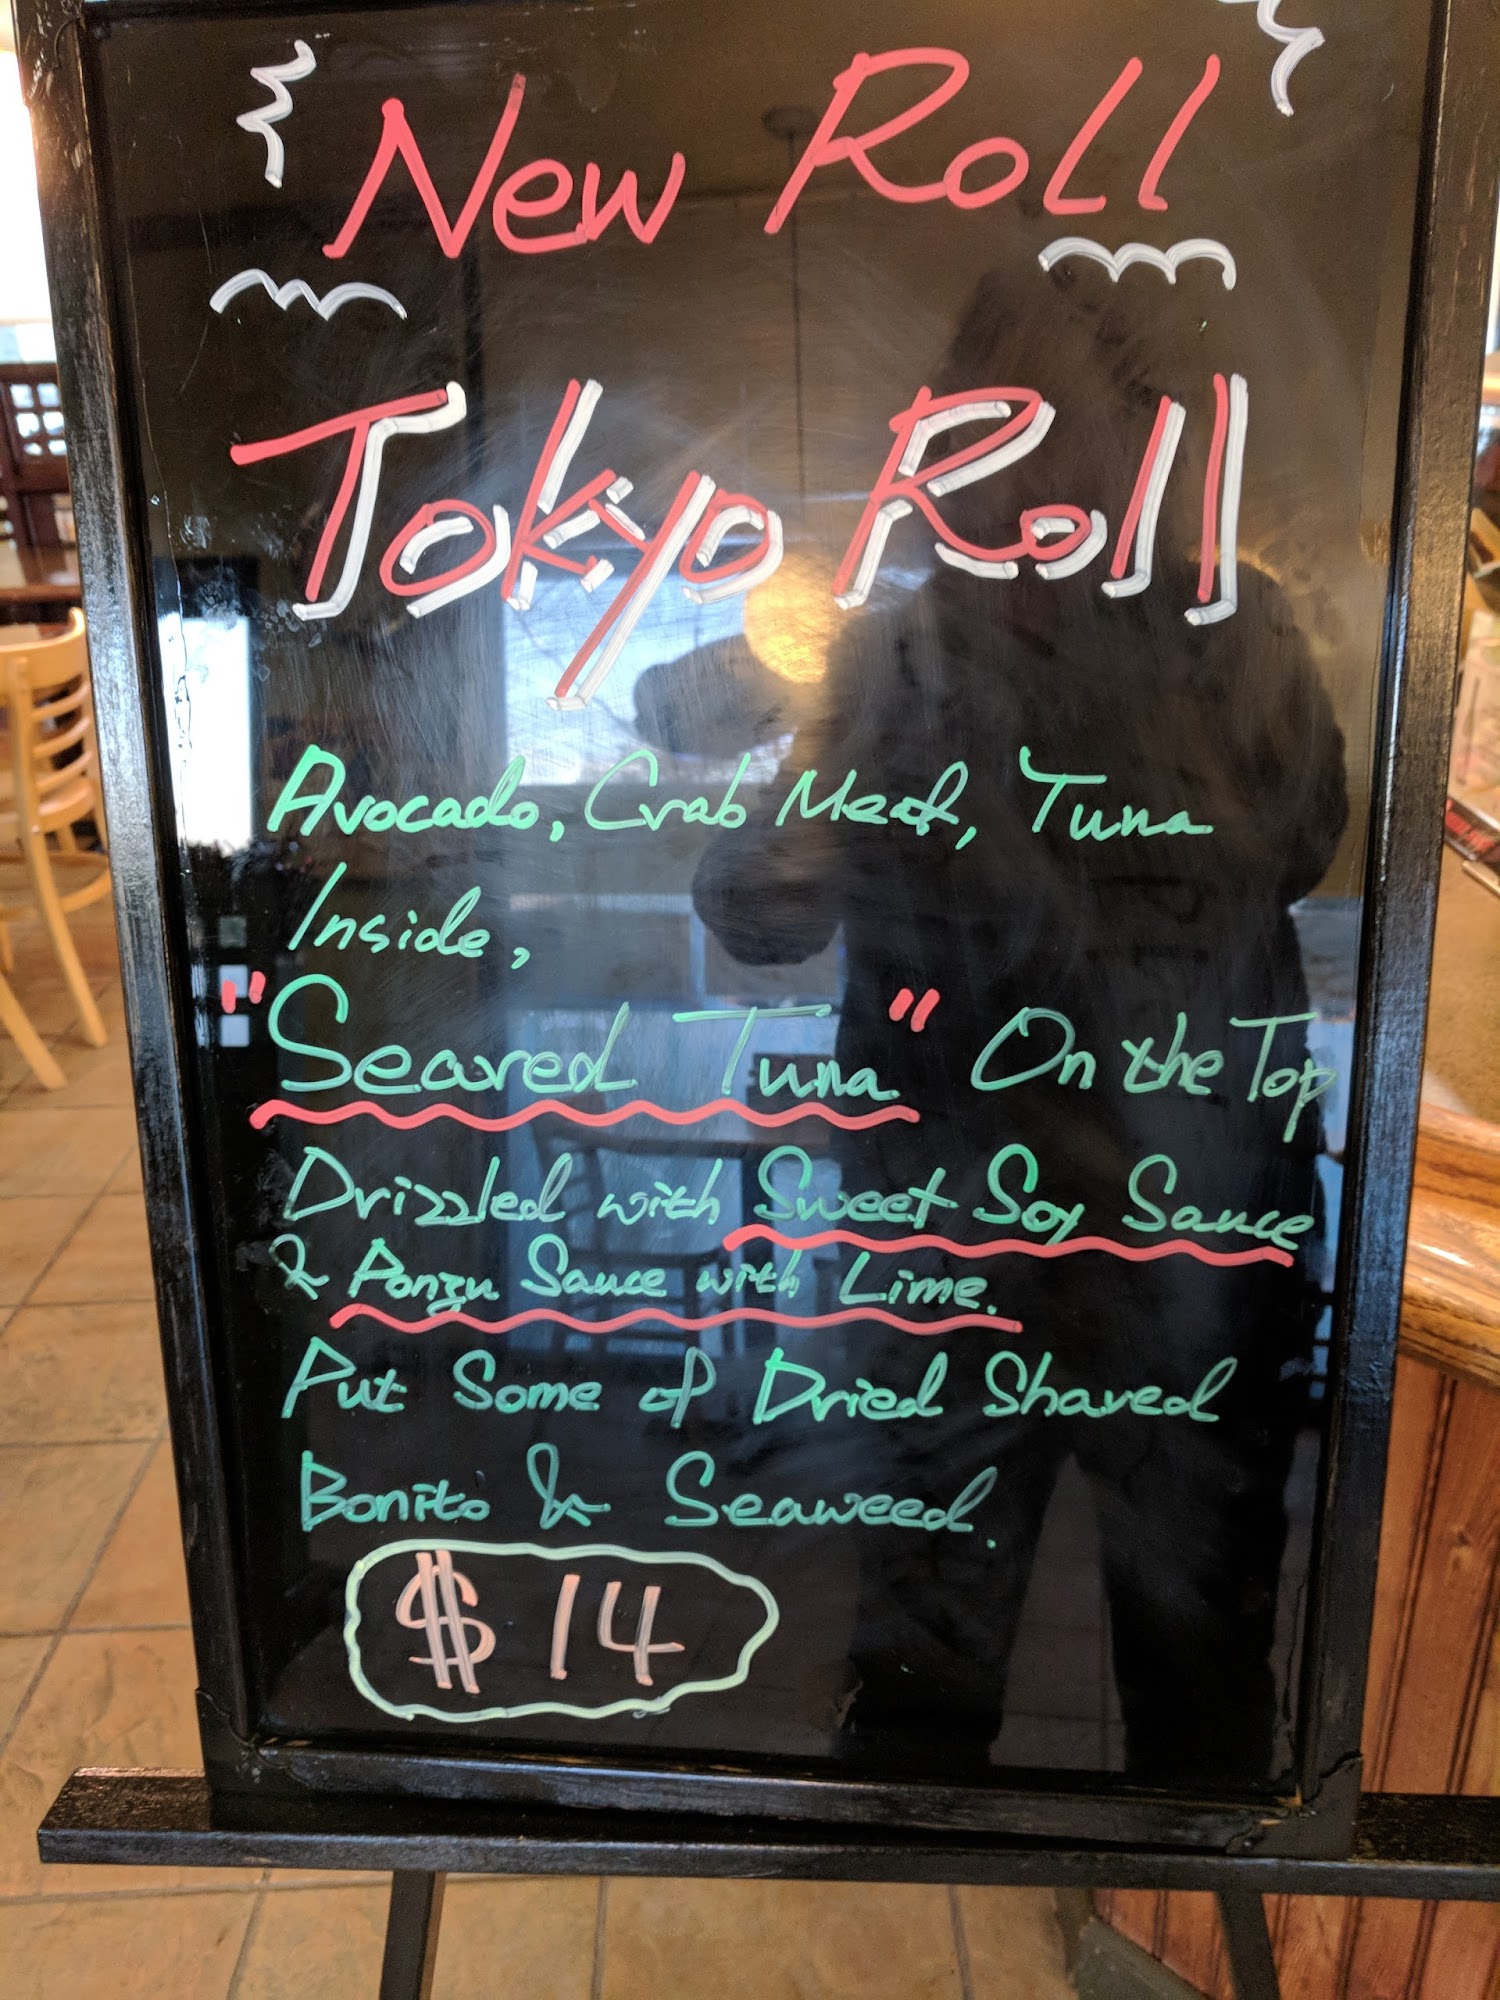 New Roll
Tokyo Roll
Avocado, Crab Meat, Tuna
Inside,
"Seared Tuna" On the Top
Drizzled with Sweet Soy Sauce
& Ponzu Sauce with Lime.
Put Some of Dried Shaved
Bonito & Seaweed.
$14